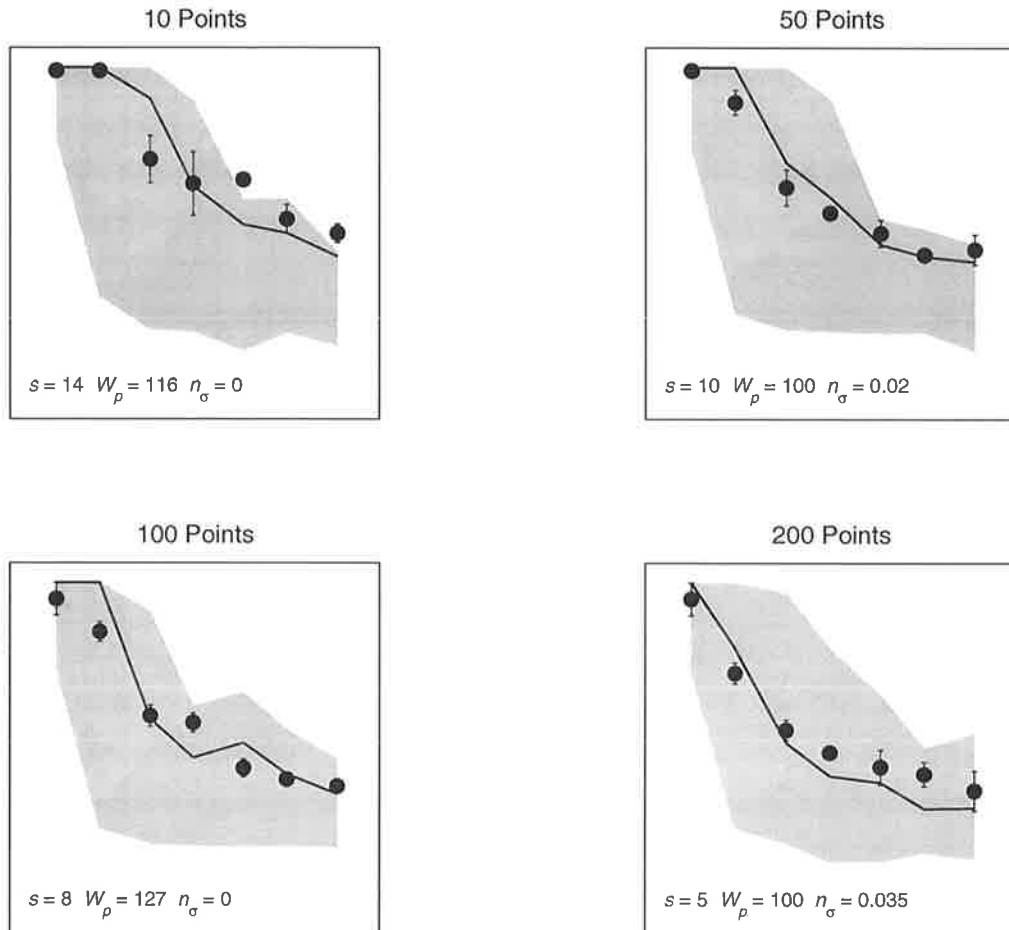 10 Points
50 Points
s = 14 W_p = 116 n_σ = 0
s = 10 W_p = 100 n_σ = 0.02
100 Points
200 Points
s = 8 W_p = 127 n_σ = 0
s = 5 W_p = 100 n_σ = 0.035